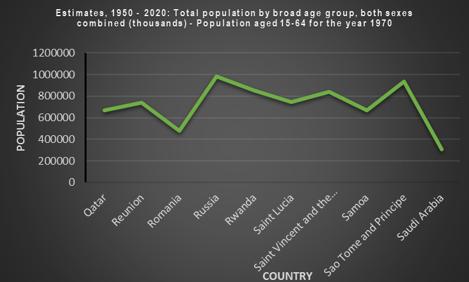 Estimates, 1950 - 2020: Total population by broad age group, both sexes
combined (thousands) - Population aged 15-64 for the year 1970
POPULATION
1200000
1000000
800000
600000
400000
200000
0
Qatar
Reunion
Romania
Russia
Rwanda
Saint Lucia
Saint Vincent and the...
Samoa
Sao Tome and Principe
Saudi Arabia
COUNTRY